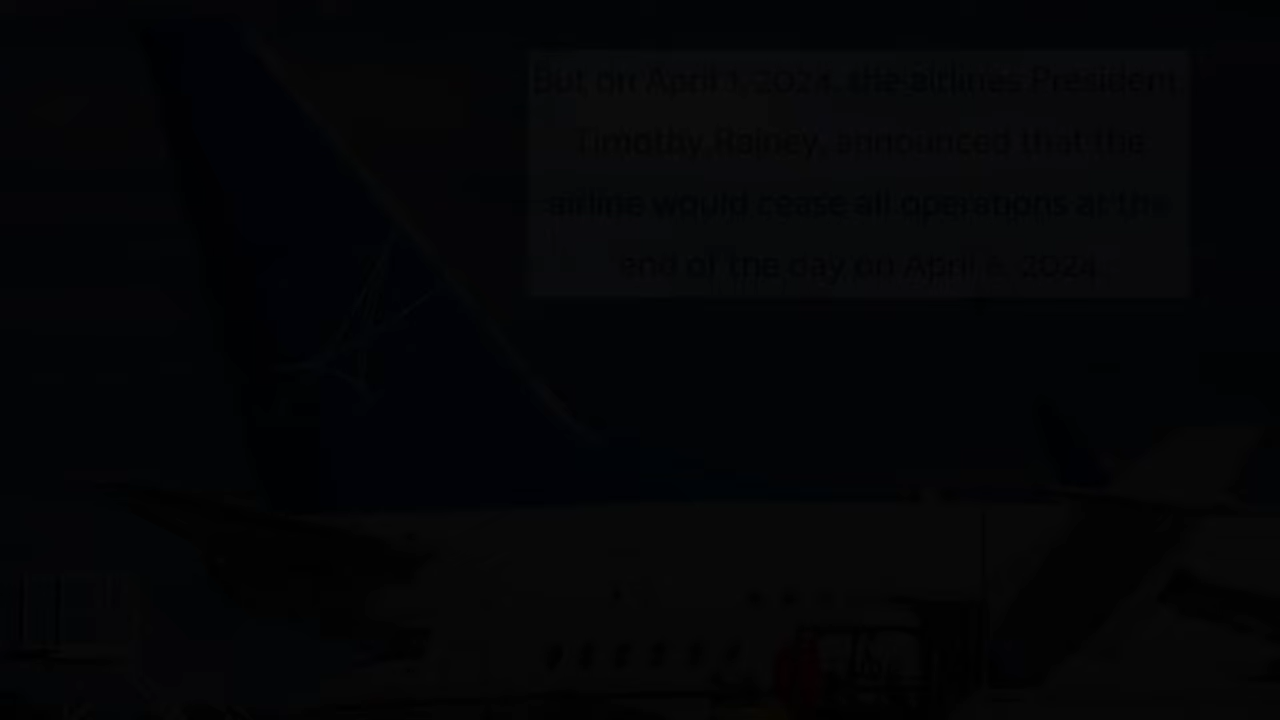 But on April 1, 2024, the airlines President
Timothy Rainey, announced that the
airline would cease all operations at the
end of the day on April 2024